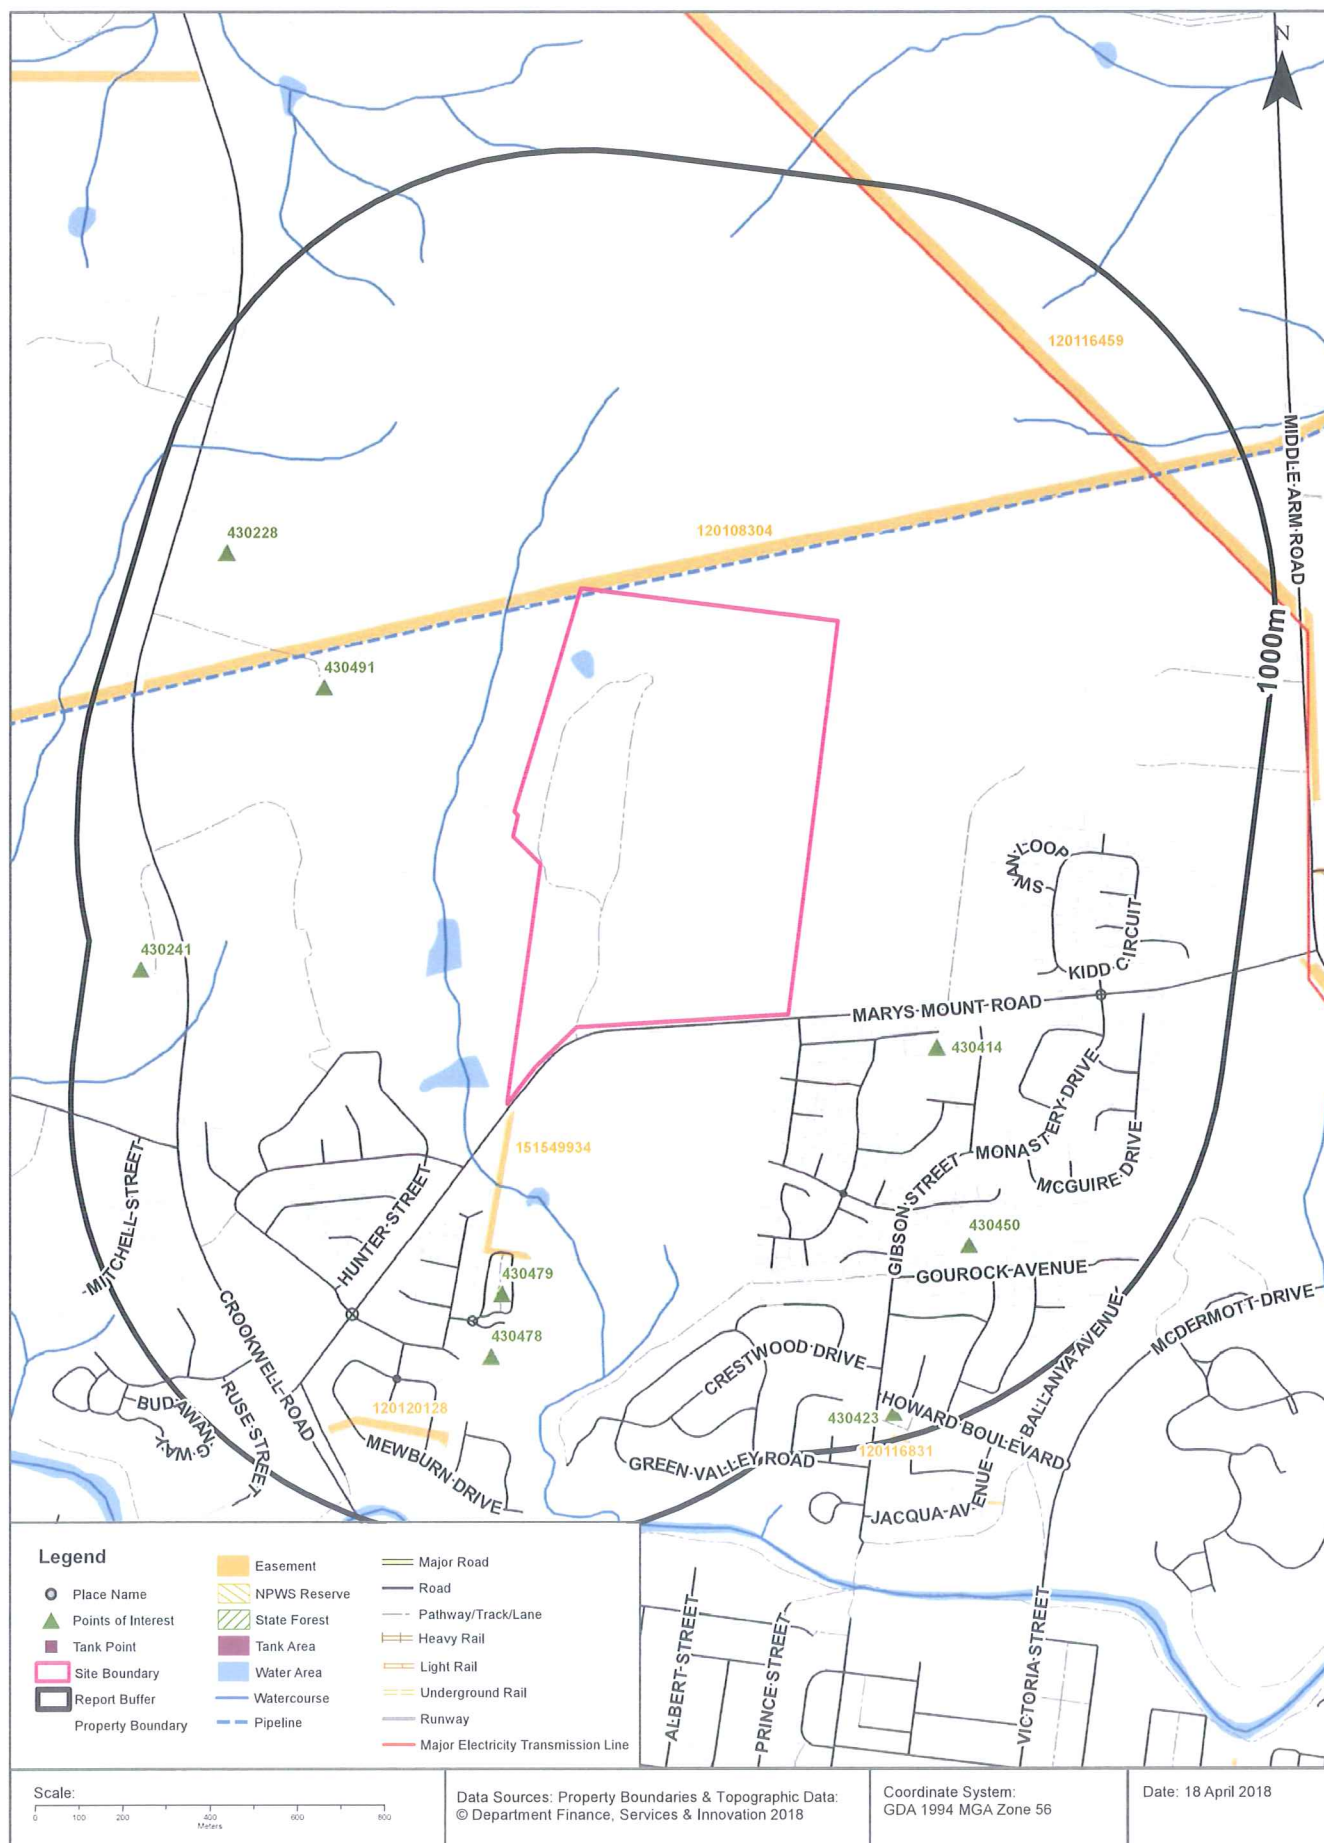 N
120116459
MIDDLE ARM ROAD
430228
120108304
1000m
430491
SWAN LOOP
KIDD CIRCUIT
430241
MARYS MOUNT ROAD
430414
MONASTERY DRIVE
151549934
MITCHELL STREET
HUNTER STREET
GIBSON STREET
MCGUIRE DRIVE
430450
430479
GOUROCK AVENUE
CROOKWELL ROAD
BALLANYA AVENUE
MCDERMOTT DRIVE
430478
CRESTWOOD DRIVE
BUDAWANG WAY
RUSE STREET
120120128
MEWBURN DRIVE
430423
HOWARD BOULEVARD
120116831
GREEN VALLEY ROAD
JACQUA AVENUE
ALBERT STREET
PRINCE STREET
VICTORIA STREET
Legend
Place Name
Points of Interest
Tank Point
Site Boundary
Report Buffer
Property Boundary
Easement
NPWS Reserve
State Forest
Tank Area
Water Area
Watercourse
Pipeline
Major Road
Road
Pathway/Track/Lane
Heavy Rail
Light Rail
Underground Rail
Runway
Major Electricity Transmission Line
Scale:
0 100 200 400 600 800
Meters
Data Sources: Property Boundaries & Topographic Data:
© Department Finance, Services & Innovation 2018
Coordinate System:
GDA 1994 MGA Zone 56
Date: 18 April 2018